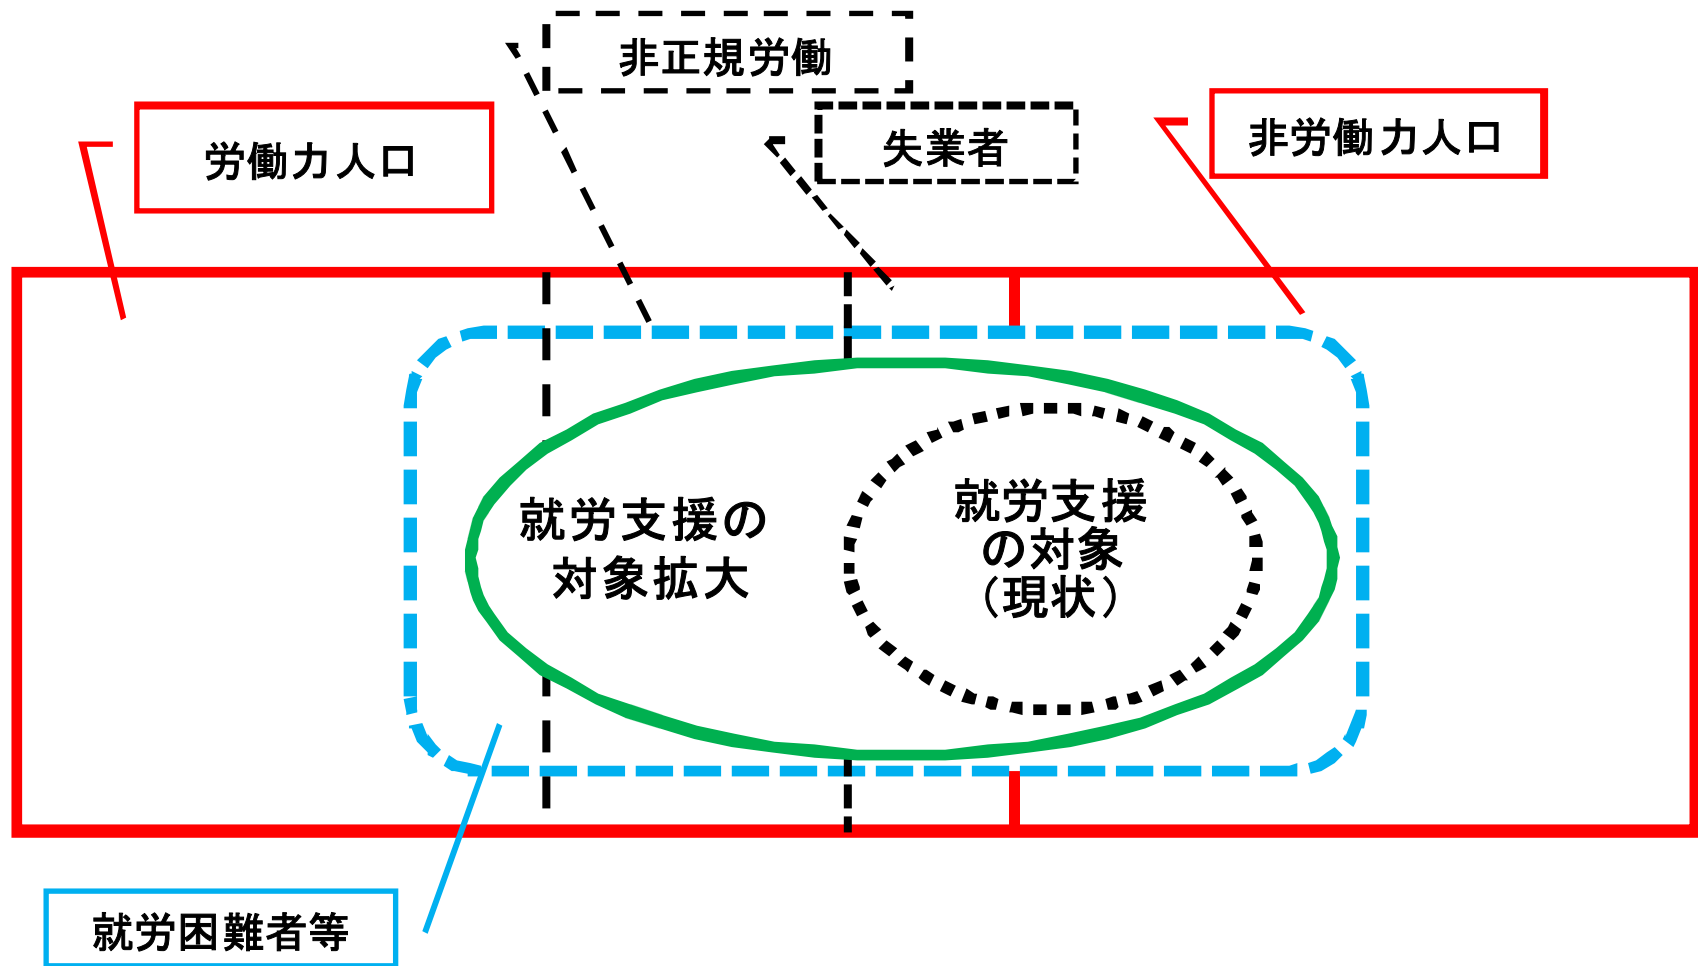 非正規労働
労働力人口
失業者
非労働力人口
就労支援の
対象拡大
就労支援
の対象
（現状）
就労困難者等